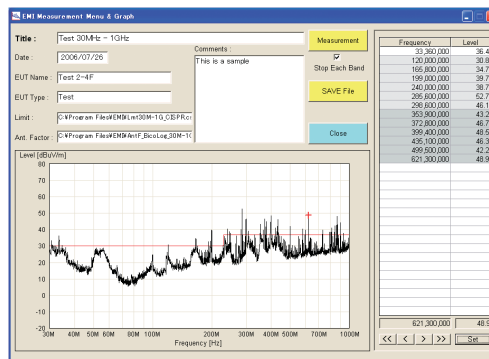 EMI Measurement Menu & Graph
Title : Test 30MHz - 1GHz
Date : 2006/07/26
EUT Name : Test 2-4F
EUT Type : Test
Limit : C:¥Program Files¥EMI¥Lmt30M-1G_CISPR.c
Ant. Factor : C:¥Program Files¥EMI¥AntF_BicoLog_30M-1(
Comments :
This is a sample
Measurement
Stop Each Band
SAVE File
Close
Frequency Level
33,360,000 36.4
120,000,000 30.8
165,800,000 34.7
199,000,000 39.7
240,000,000 38.7
285,600,000 52.7
298,600,000 46.1
353,900,000 43.2
372,800,000 46.7
399,400,000 48.5
435,100,000 46.3
499,500,000 42.2
621,300,000 48.9
621,300,000 48.9
<< < > >> Set
Level [dBuV/m]
80
70
60
50
40
30
20
10
0
-10
-20
30M 40M 50M 60M 80M 100M 200M 300M 400M 500M 700M 1000M
Frequency [Hz]